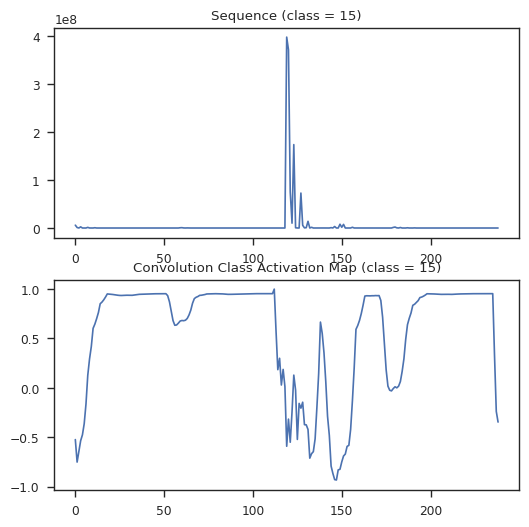 Sequence (class = 15)
1e8
4
3
2
1
0
0 50 100 150 200
Convolution Class Activation Map (class = 15)
1.0
0.5
0.0
−0.5
−1.0
0 50 100 150 200